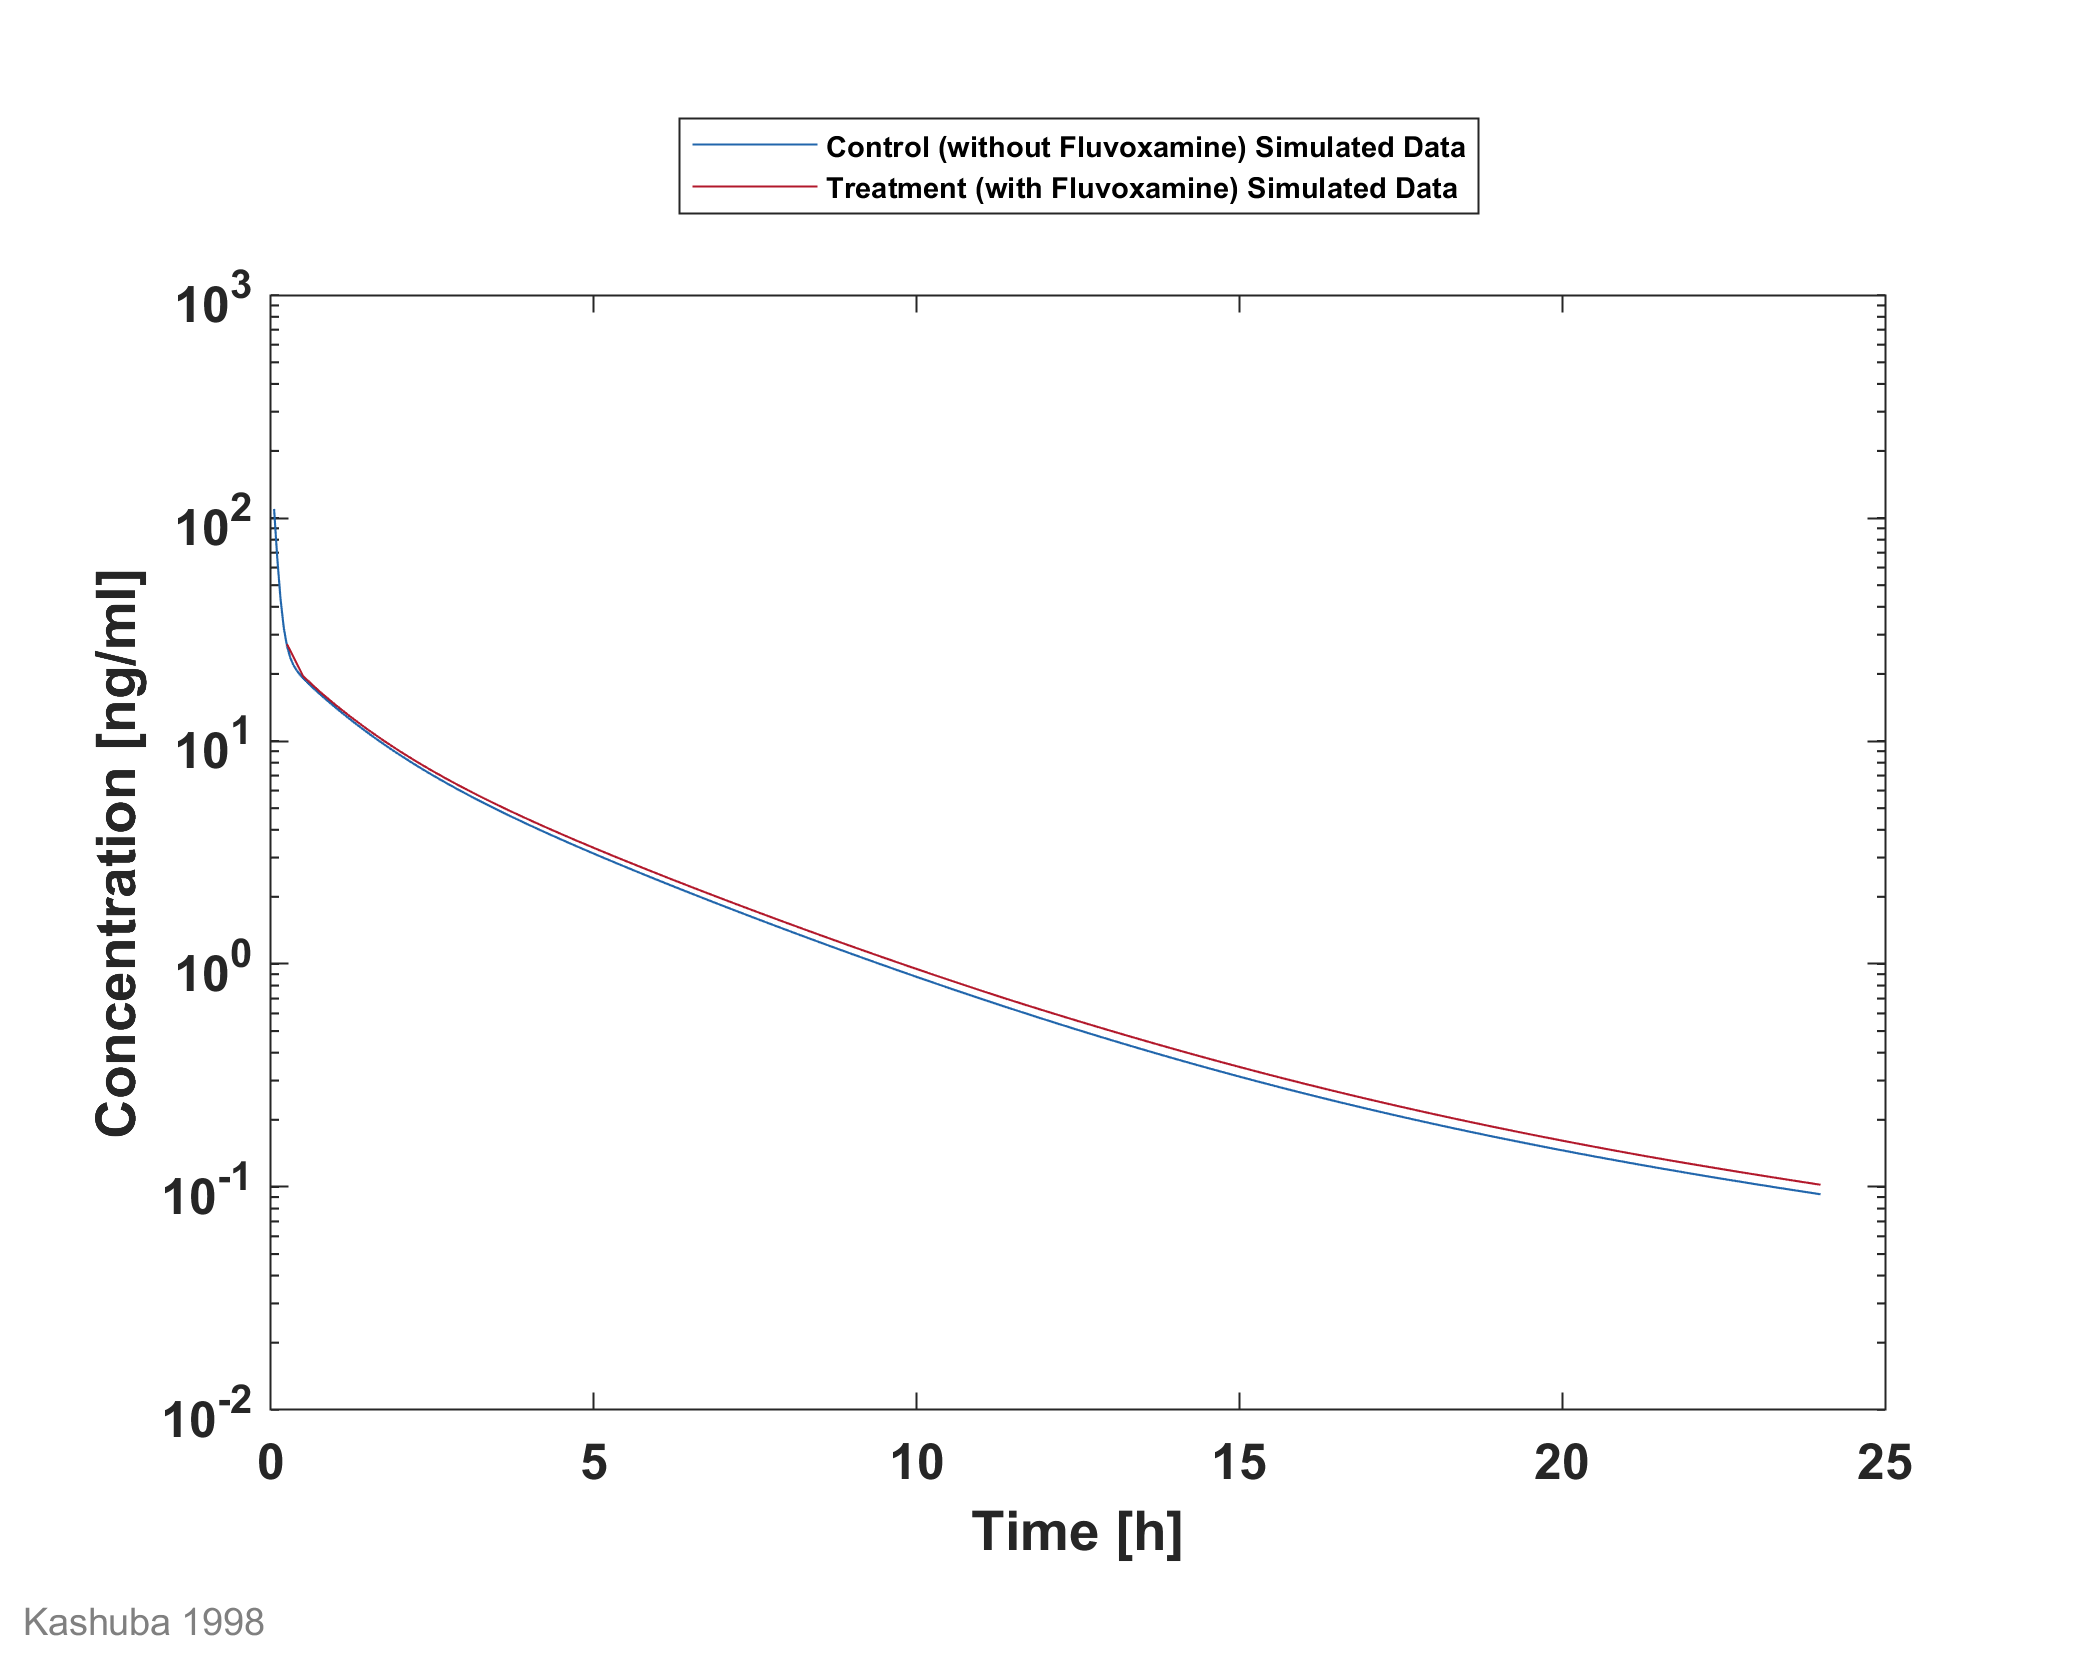 Control (without Fluvoxamine) Simulated Data
Treatment (with Fluvoxamine) Simulated Data
10^3
10^2
10^1
10^0
10^-1
10^-2
Concentration [ng/ml]
0 5 10 15 20 25
Time [h]
Kashuba 1998